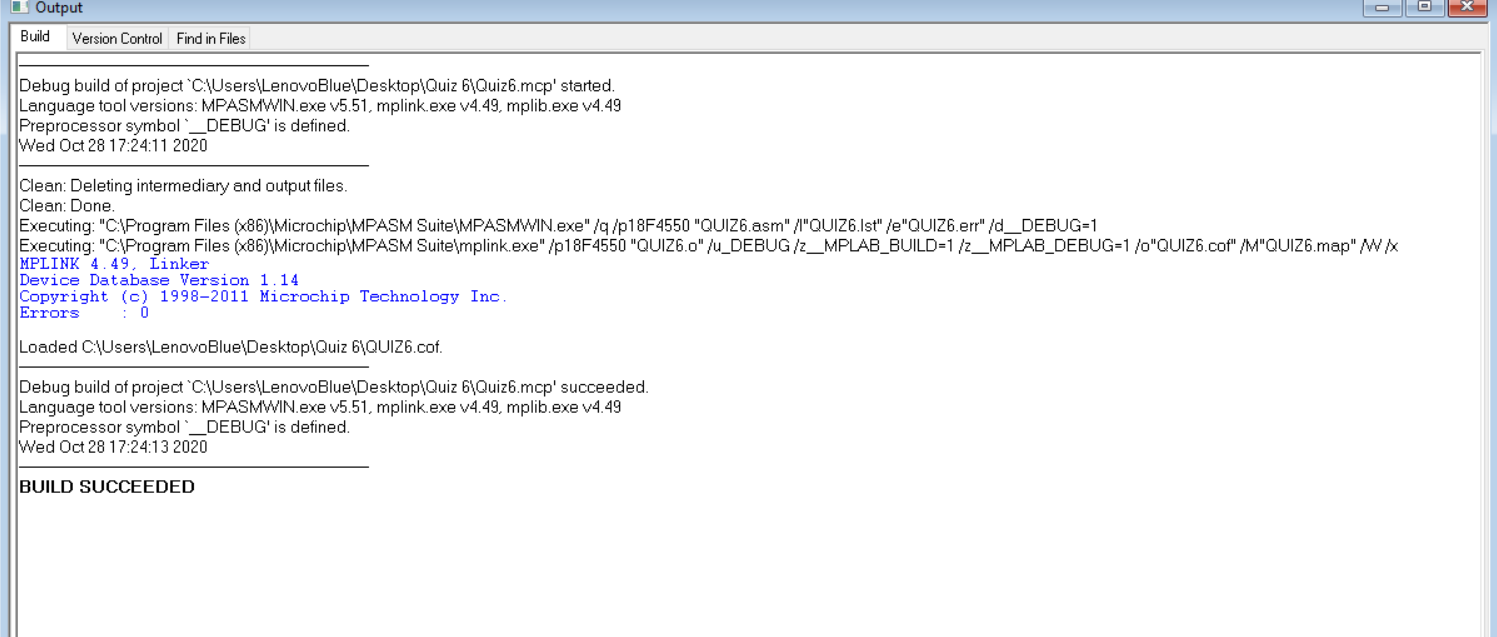 Output
Build Version Control Find in Files
Debug build of project `C:\Users\LenovoBlue\Desktop\Quiz 6\Quiz6.mcp' started.
Language tool versions: MPASMWIN.exe v5.51, mplink.exe v4.49, mplib.exe v4.49
Preprocessor symbol `__DEBUG' is defined.
Wed Oct 28 17:24:11 2020
Clean: Deleting intermediary and output files.
Clean: Done.
Executing: "C:\Program Files (x86)\Microchip\MPASM Suite\MPASMWIN.exe" /q /p18F4550 "QUIZ6.asm" /l"QUIZ6.lst" /e"QUIZ6.err" /d__DEBUG=1
Executing: "C:\Program Files (x86)\Microchip\MPASM Suite\mplink.exe" /p18F4550 "QUIZ6.o" /u_DEBUG /z__MPLAB_BUILD=1 /z__MPLAB_DEBUG=1 /o"QUIZ6.cof" /M"QUIZ6.map" /W /x
MPLINK 4.49, Linker
Device Database Version 1.14
Copyright (c) 1998-2011 Microchip Technology Inc.
Errors    : 0
Loaded C:\Users\LenovoBlue\Desktop\Quiz 6\QUIZ6.cof.
Debug build of project `C:\Users\LenovoBlue\Desktop\Quiz 6\Quiz6.mcp' succeeded.
Language tool versions: MPASMWIN.exe v5.51, mplink.exe v4.49, mplib.exe v4.49
Preprocessor symbol `__DEBUG' is defined.
Wed Oct 28 17:24:13 2020
BUILD SUCCEEDED